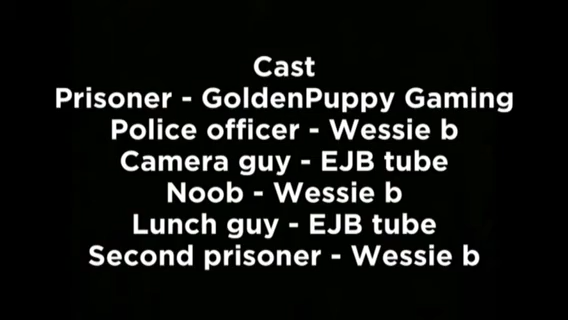 Cast
Prisoner - GoldenPuppy Gaming
Police officer - Wessie b
Camera guy - EJB tube
Noob - Wessie b
Lunch guy - EJB tube
Second prisoner - Wessie b